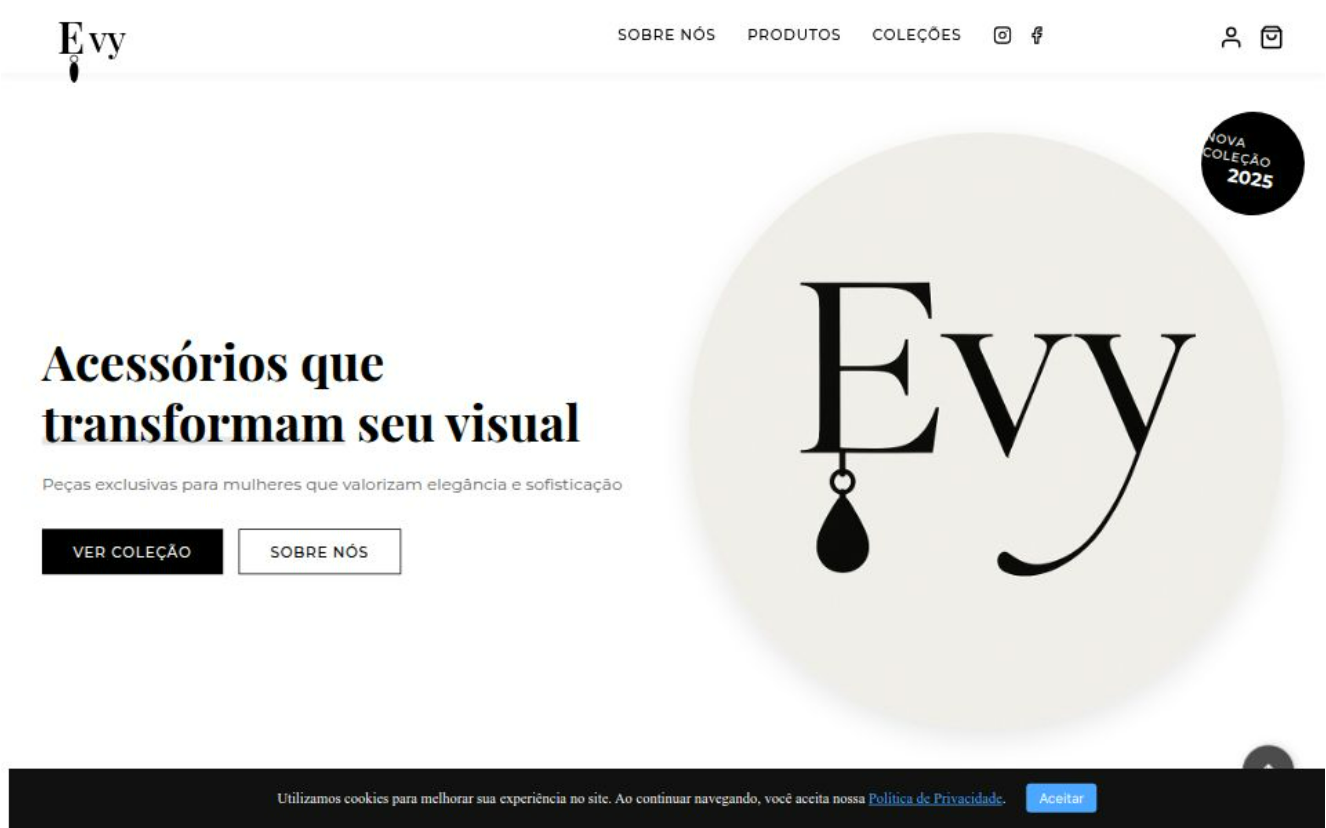 Evy
SOBRE NÓS PRODUTOS COLEÇÕES
NOVA
COLEÇÃO
2025
Evy
Acessórios que
transformam seu visual
Peças exclusivas para mulheres que valorizam elegância e sofisticação
VER COLEÇÃO SOBRE NÓS
Utilizamos cookies para melhorar sua experiência no site. Ao continuar navegando, você aceita nossa Política de Privacidade. Aceitar